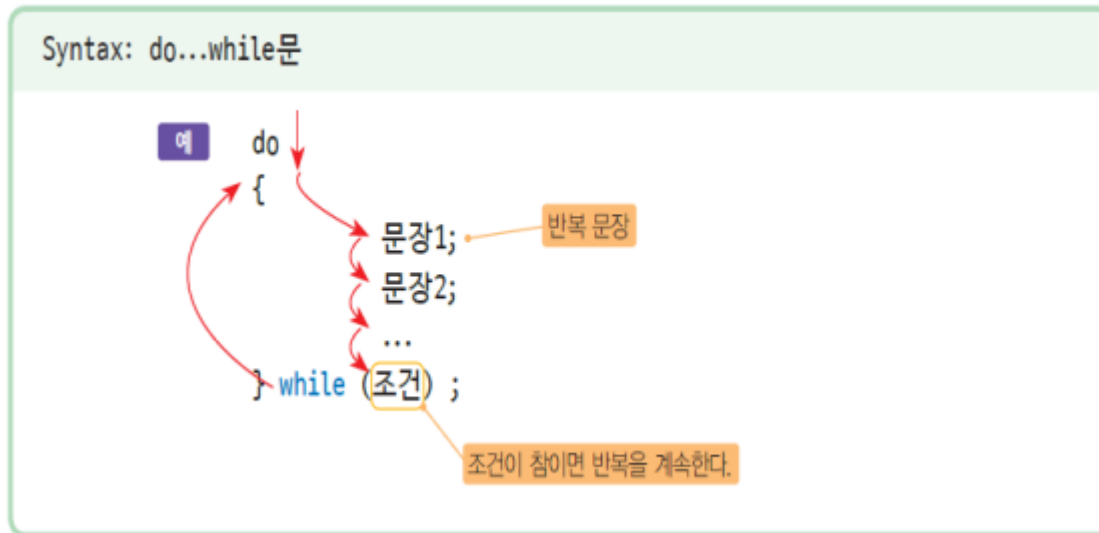 Syntax: do...while문
예 do
{
문장1; 반복 문장
문장2;
...
} while (조건) ;
조건이 참이면 반복을 계속한다.